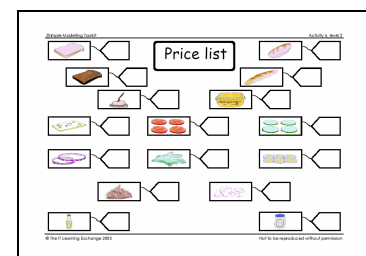 2Simple Modelling Toolkit
Activity 6, level 2
Price list
© The IT Learning Exchange 2003
Not to be reproduced without permission